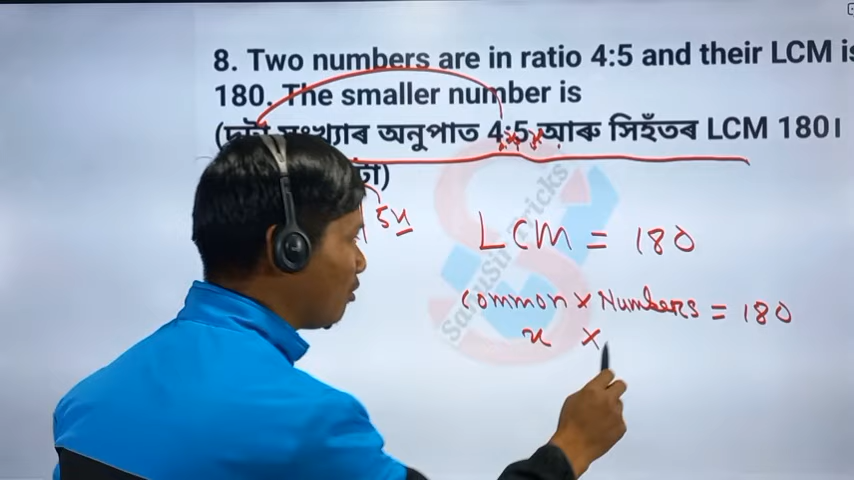 8. Two numbers are in ratio 4:5 and their LCM is
180. The smaller number is
(দুটা সংখ্যাৰ অনুপাত 4:5 আৰু সিহঁতৰ LCM 180।
5x
LCM = 180
common x Numbers = 180
x ×